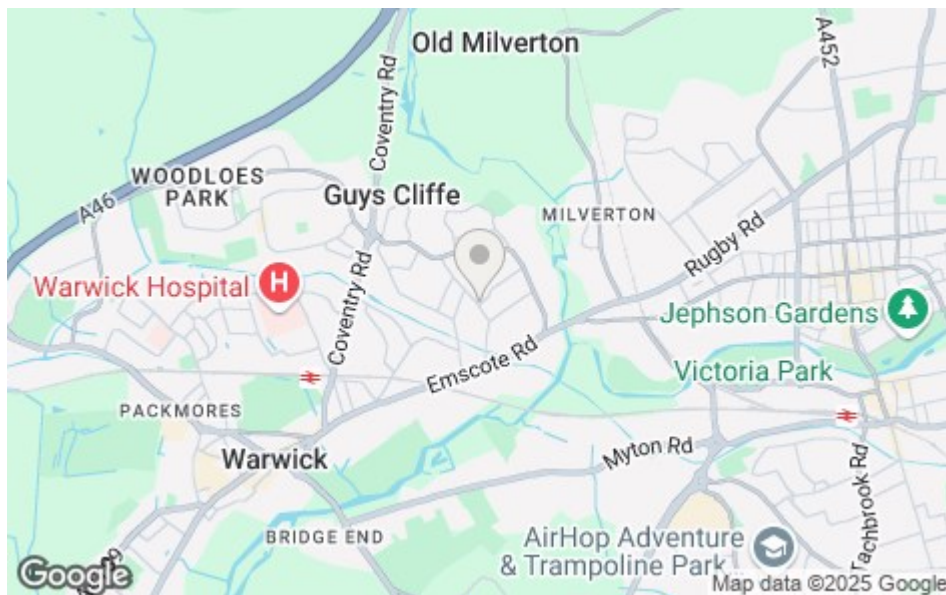 Old Milverton
A452
Coventry Rd
WOODLOES
PARK
A46
Guys Cliffe
MILVERTON
Rugby Rd
Warwick Hospital
H
Coventry Rd
Jephson Gardens
Emscote Rd
Victoria Park
PACKMORES
Warwick
Myton Rd
Tachbrook Rd
BRIDGE END
AirHop Adventure
& Trampoline Park...
Google
Map data ©2025 Google